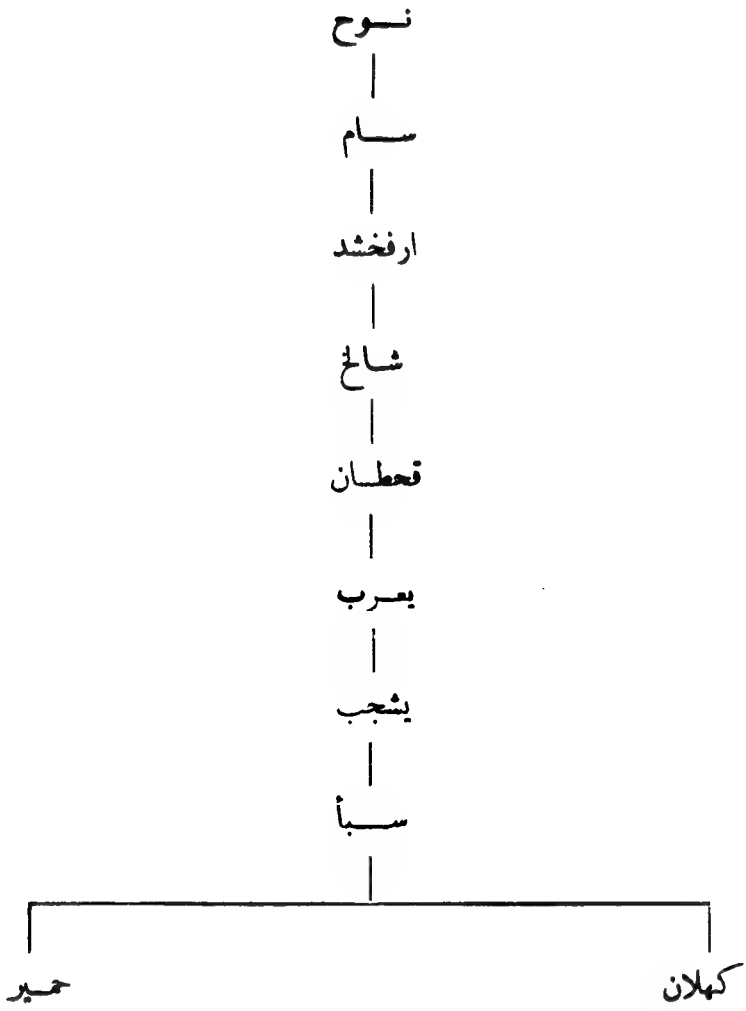 نوح
سام
ارفخشد
شالخ
قحطان
يعرب
يشجب
سبأ
كهلان حمير